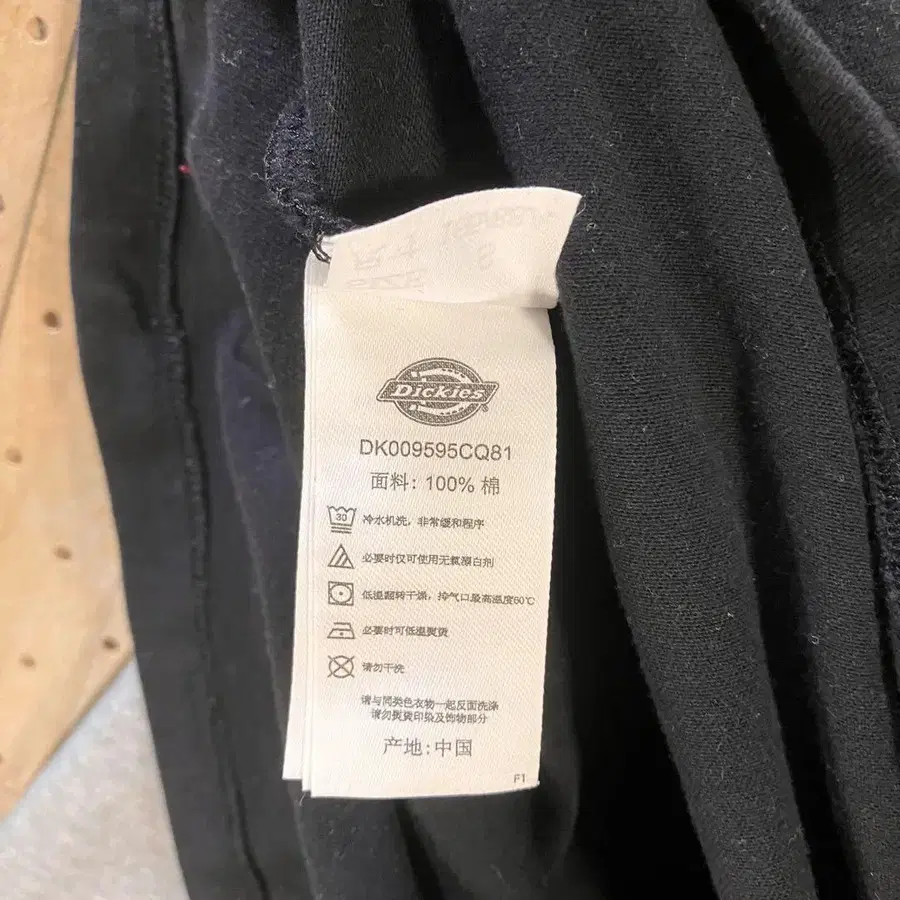 Dickies
DK009595CQ81
面料: 100% 棉
30 冷水机洗，非常缓和程序
必要时仅可使用无氧漂白剂
低温翻转干燥，排气口最高温度60℃
必要时可低温熨烫
请勿干洗
请与同类色衣物一起反面洗涤
请勿熨烫印花及饰物部分
产地: 中国
F1